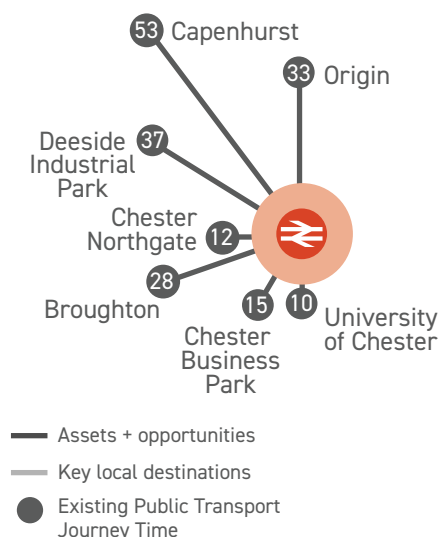 53 Capenhurst
33 Origin
Deeside
Industrial
Park
37
Chester
Northgate
12
28
Broughton
15
Chester
Business
Park
10
University
of Chester
Assets + opportunities
Key local destinations
Existing Public Transport
Journey Time